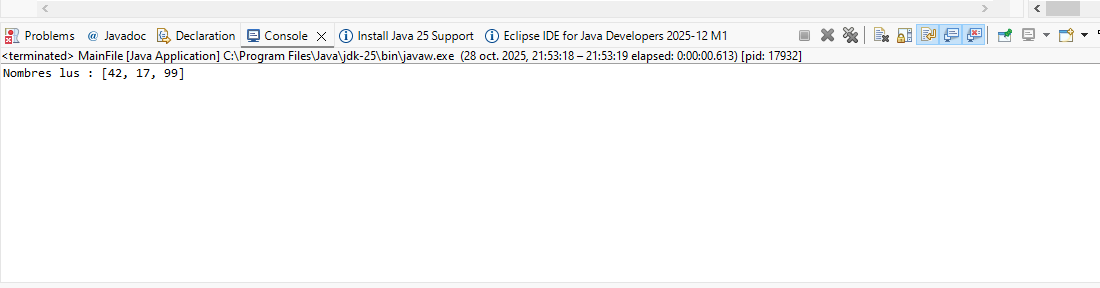 Problems @ Javadoc Declaration Console Install Java 25 Support Eclipse IDE for Java Developers 2025-12 M1
<terminated> MainFile [Java Application] C:\Program Files\Java\jdk-25\bin\javaw.exe (28 oct. 2025, 21:53:18 – 21:53:19 elapsed: 0:00:00.613) [pid: 17932]
Nombres lus : [42, 17, 99]